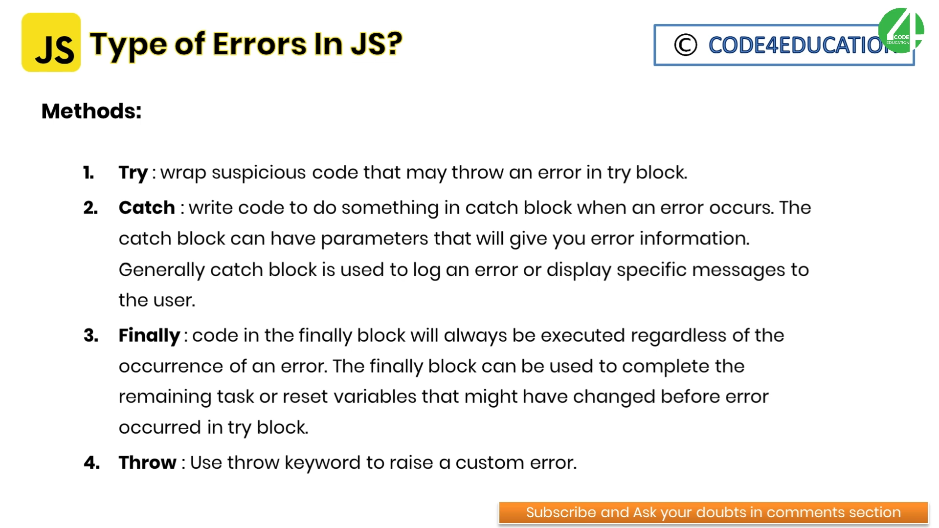 JS Type of Errors In JS?
© CODE4EDUCATION
4
CODE
EDUCATION
Methods:
1. Try : wrap suspicious code that may throw an error in try block.
2. Catch : write code to do something in catch block when an error occurs. The
catch block can have parameters that will give you error information.
Generally catch block is used to log an error or display specific messages to
the user.
3. Finally : code in the finally block will always be executed regardless of the
occurrence of an error. The finally block can be used to complete the
remaining task or reset variables that might have changed before error
occurred in try block.
4. Throw : Use throw keyword to raise a custom error.
Subscribe and Ask your doubts in comments section